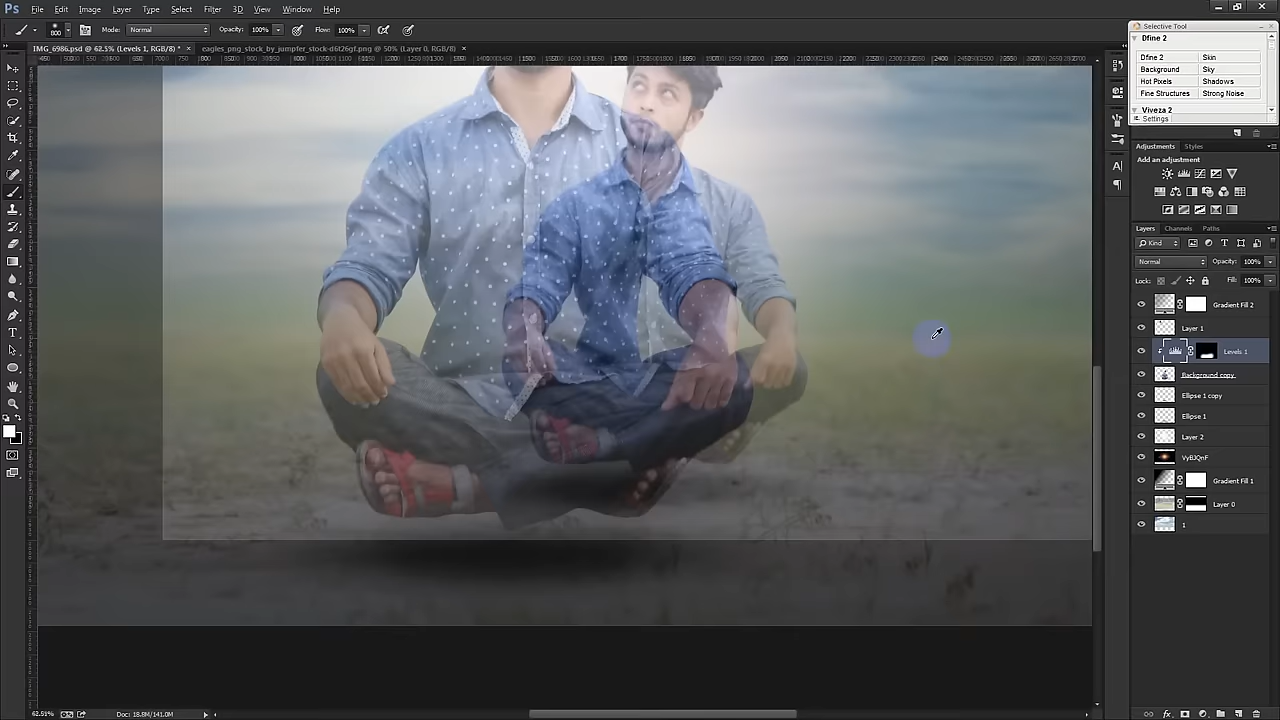 Ps File Edit Image Layer Type Select Filter 3D View Window Help
800 Mode: Normal Opacity: 100% Flow: 100%
IMG_6986.psd @ 62.5% (Levels 1, RGB/8) * × eagles_png_stock_by_jumpfer_stock-d6t26gf.png @ 50% (Layer 0, RGB/8) ×
Selective Tool
Dfine 2
Dfine 2 Skin
Background Sky
Hot Pixels Shadows
Fine Structures Strong Noise
Viveza 2
Settings
Adjustments Styles
Add an adjustment
Layers Channels Paths
Kind
Normal Opacity: 100%
Lock: Fill: 100%
Gradient Fill 2
Layer 1
Levels 1
Background copy
Ellipse 1 copy
Ellipse 1
Layer 2
VyBJQnF
Gradient Fill 1
Layer 0
1
62.51% Doc: 18.8M/141.0M